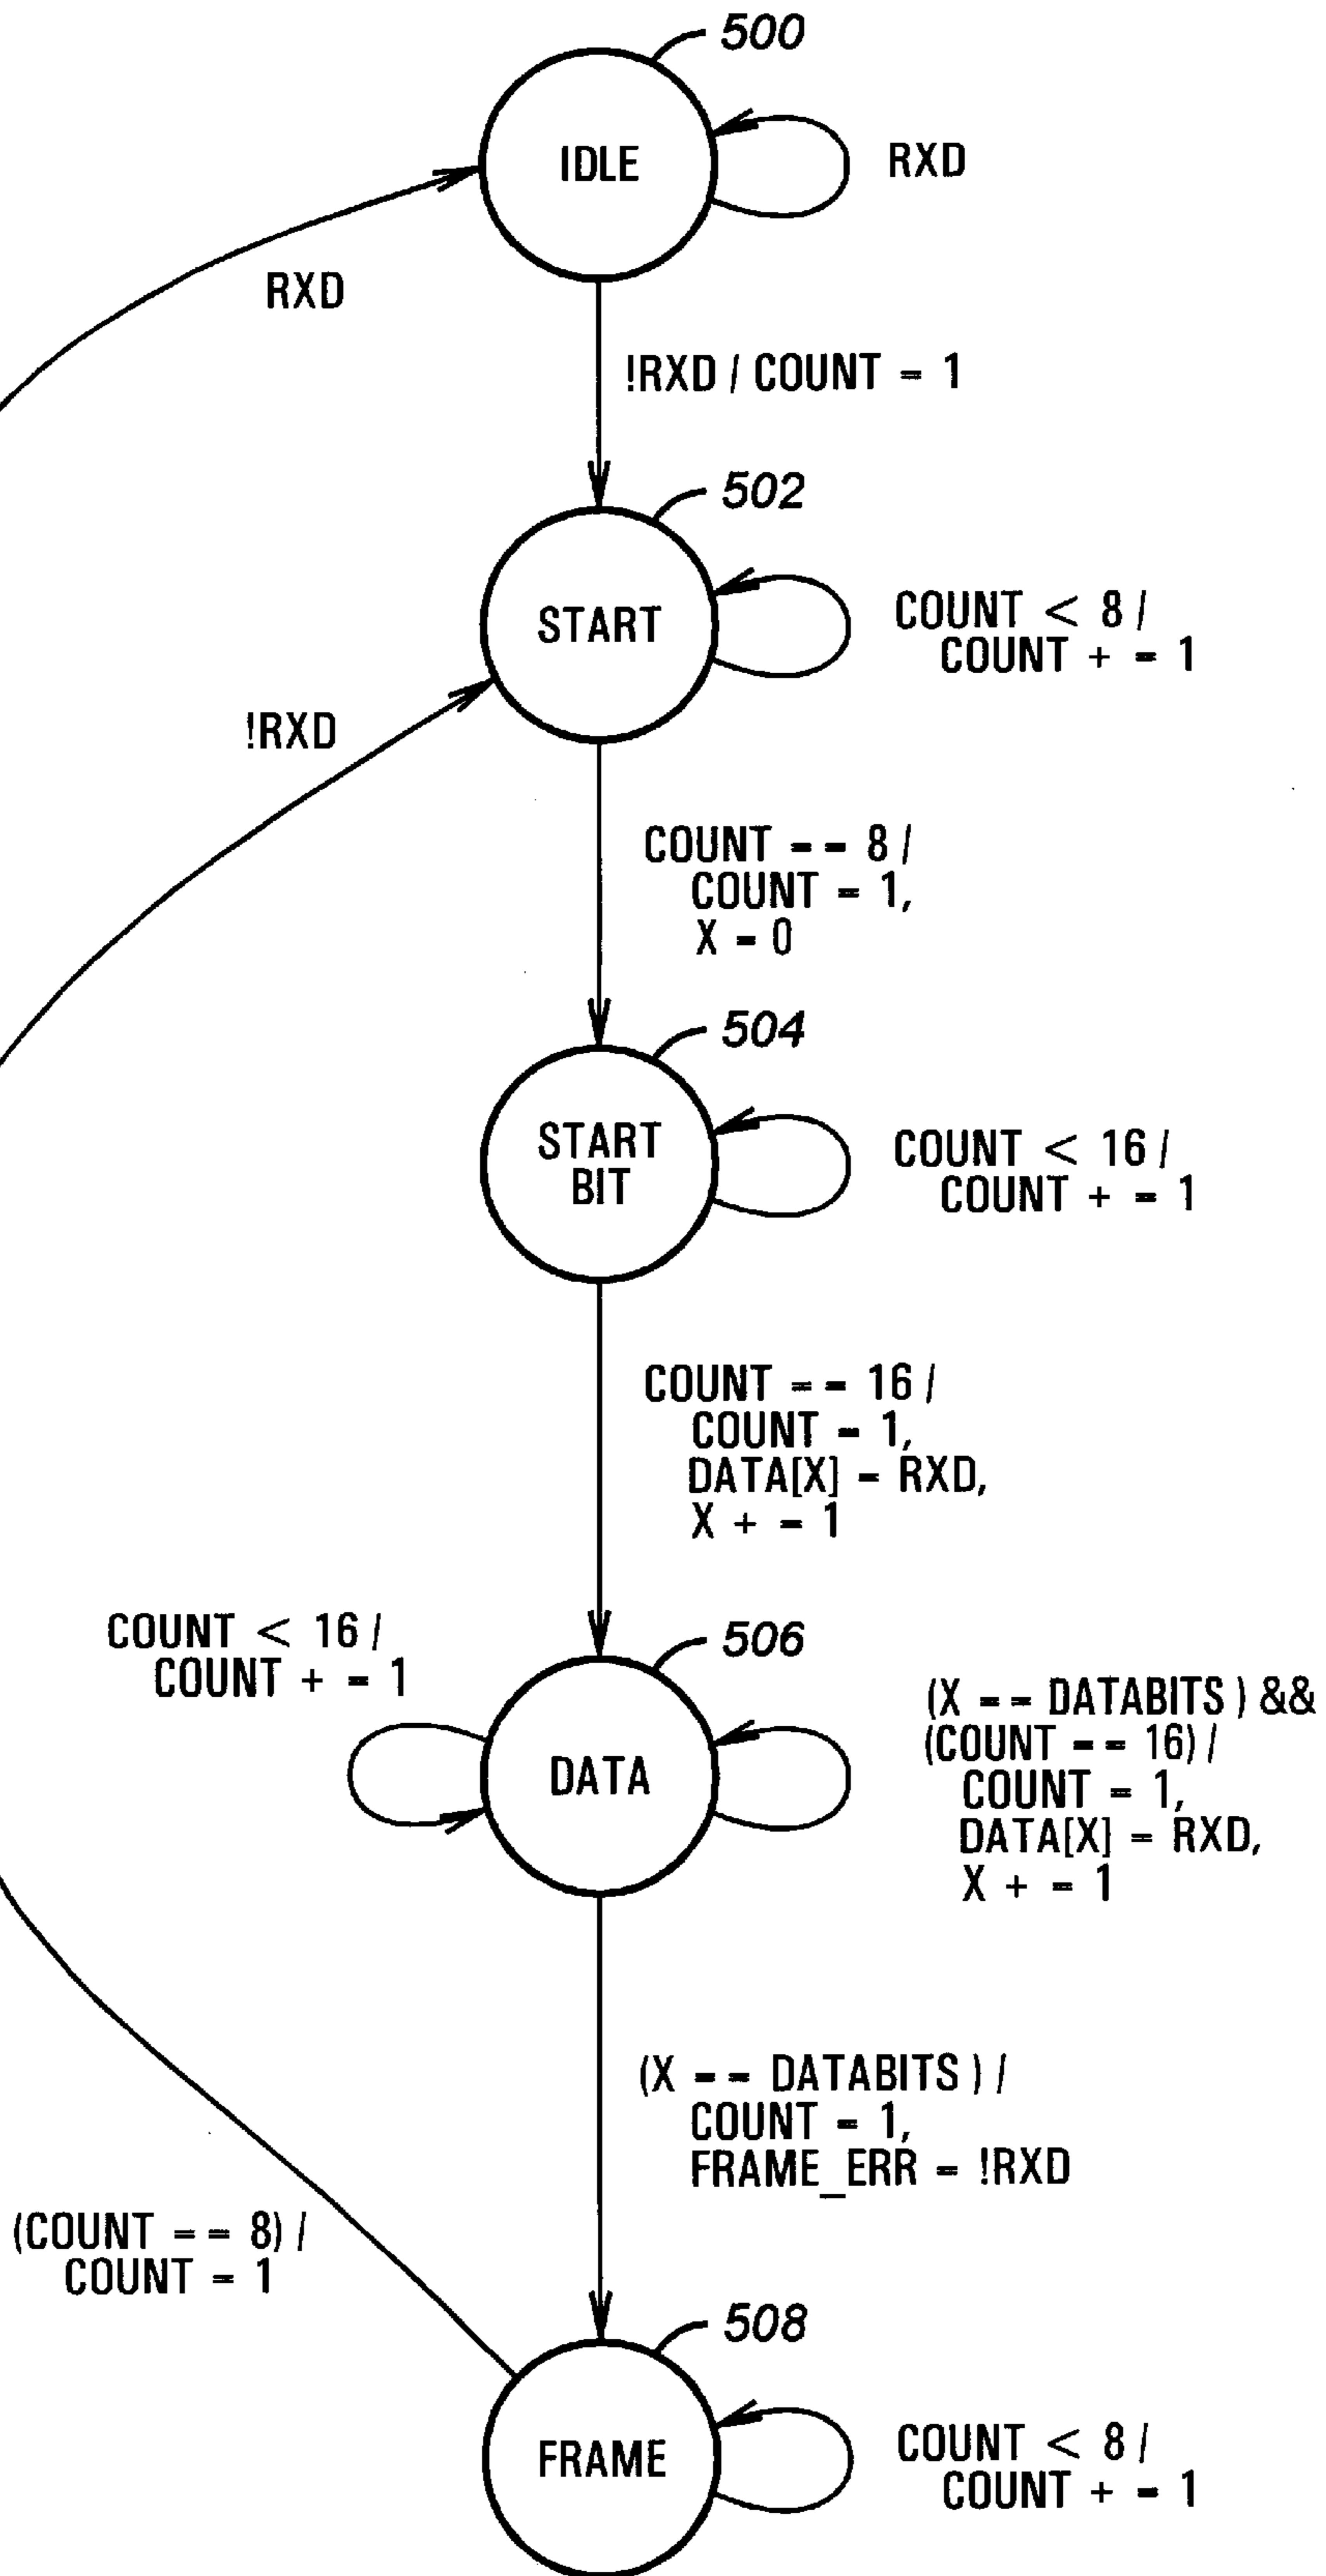 500
IDLE
RXD
RXD
!RXD / COUNT = 1
502
START
COUNT < 8 /
COUNT + = 1
!RXD
COUNT = = 8 /
COUNT = 1,
X = 0
504
START
BIT
COUNT < 16 /
COUNT + = 1
COUNT = = 16 /
COUNT = 1,
DATA[X] = RXD,
X + = 1
COUNT < 16 /
COUNT + = 1
506
DATA
(X = = DATABITS ) &&
(COUNT = = 16) /
COUNT = 1,
DATA[X] = RXD,
X + = 1
(X = = DATABITS ) /
COUNT = 1,
FRAME_ERR = !RXD
(COUNT = = 8) /
COUNT = 1
508
FRAME
COUNT < 8 /
COUNT + = 1